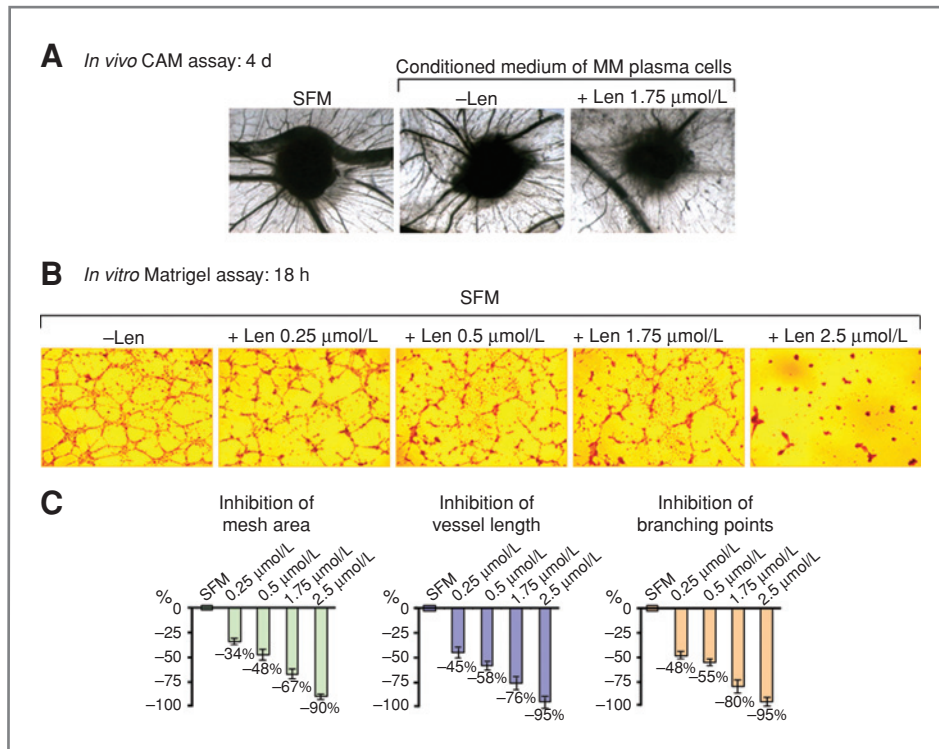 A In vivo CAM assay: 4 d
Conditioned medium of MM plasma cells
SFM –Len + Len 1.75 μmol/L
B In vitro Matrigel assay: 18 h
SFM
–Len + Len 0.25 μmol/L + Len 0.5 μmol/L + Len 1.75 μmol/L + Len 2.5 μmol/L
C
Inhibition of
mesh area
% SFM 0.25 μmol/L 0.5 μmol/L 1.75 μmol/L 2.5 μmol/L
0
–25
–50
–75
–100
–34%
–48%
–67%
–90%
Inhibition of
vessel length
% SFM 0.25 μmol/L 0.5 μmol/L 1.75 μmol/L 2.5 μmol/L
0
–25
–50
–75
–100
–45%
–58%
–76%
–95%
Inhibition of
branching points
% SFM 0.25 μmol/L 0.5 μmol/L 1.75 μmol/L 2.5 μmol/L
0
–25
–50
–75
–100
–48%
–55%
–80%
–95%